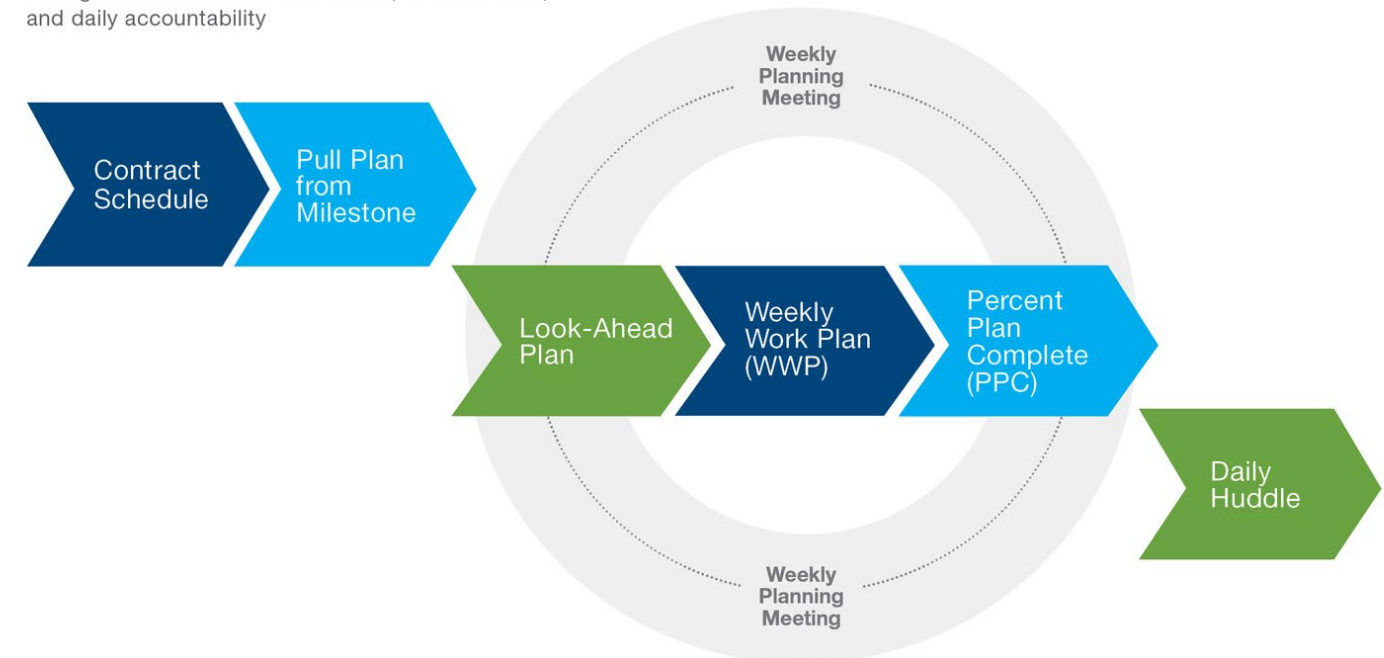 and daily accountability
Weekly
Planning
Meeting
Contract
Schedule
Pull Plan
from
Milestone
Look-Ahead
Plan
Weekly
Work Plan
(WWP)
Percent
Plan
Complete
(PPC)
Daily
Huddle
Weekly
Planning
Meeting